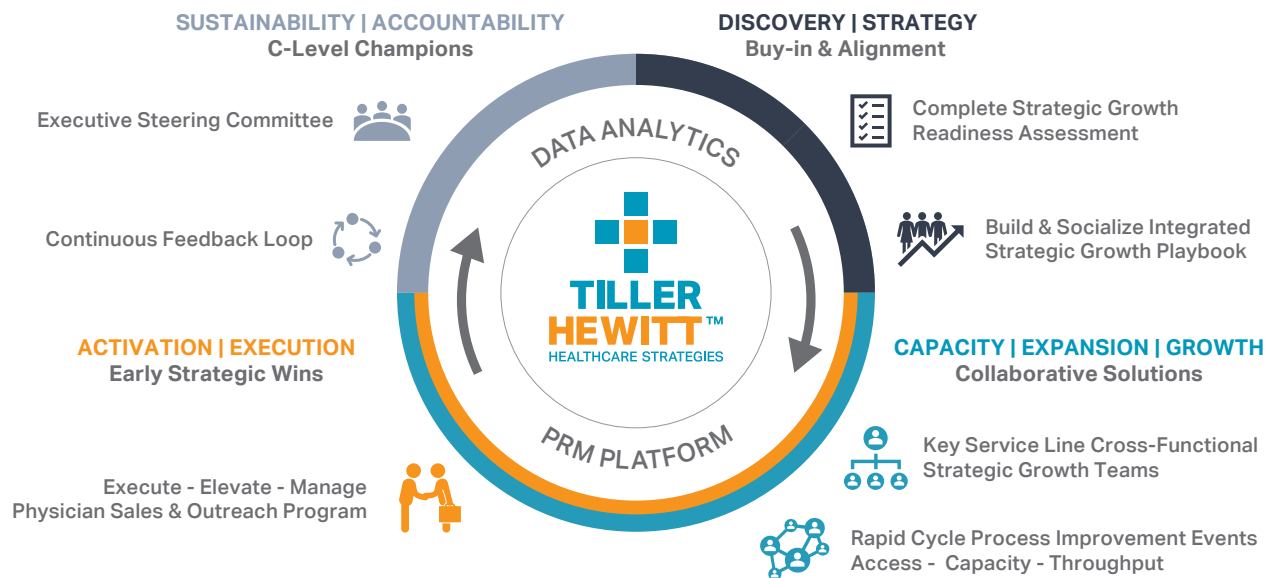 SUSTAINABILITY | ACCOUNTABILITY
C-Level Champions
Executive Steering Committee
Continuous Feedback Loop
DISCOVERY | STRATEGY
Buy-in & Alignment
Complete Strategic Growth
Readiness Assessment
Build & Socialize Integrated
Strategic Growth Playbook
DATA ANALYTICS
TILLER
HEWITT™
HEALTHCARE STRATEGIES
PRM PLATFORM
ACTIVATION | EXECUTION
Early Strategic Wins
Execute - Elevate - Manage
Physician Sales & Outreach Program
CAPACITY | EXPANSION | GROWTH
Collaborative Solutions
Key Service Line Cross-Functional
Strategic Growth Teams
Rapid Cycle Process Improvement Events
Access - Capacity - Throughput